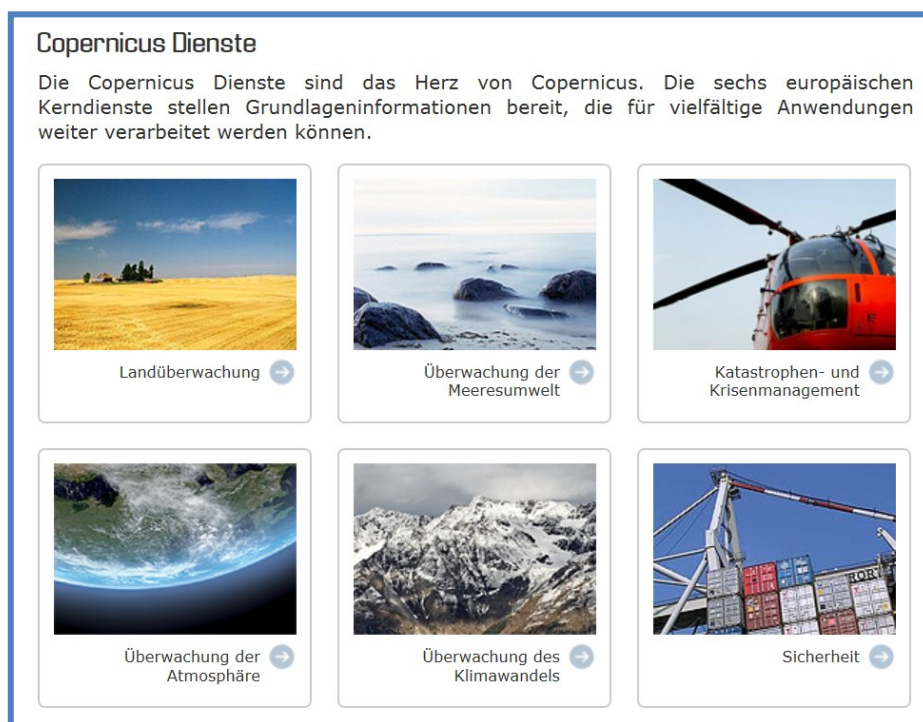 Copernicus Dienste
Die Copernicus Dienste sind das Herz von Copernicus. Die sechs europäischen
Kerndienste stellen Grundlageninformationen bereit, die für vielfältige Anwendungen
weiter verarbeitet werden können.
Landüberwachung
Überwachung der
Meeresumwelt
Katastrophen- und
Krisenmanagement
Überwachung der
Atmosphäre
Überwachung des
Klimawandels
Sicherheit